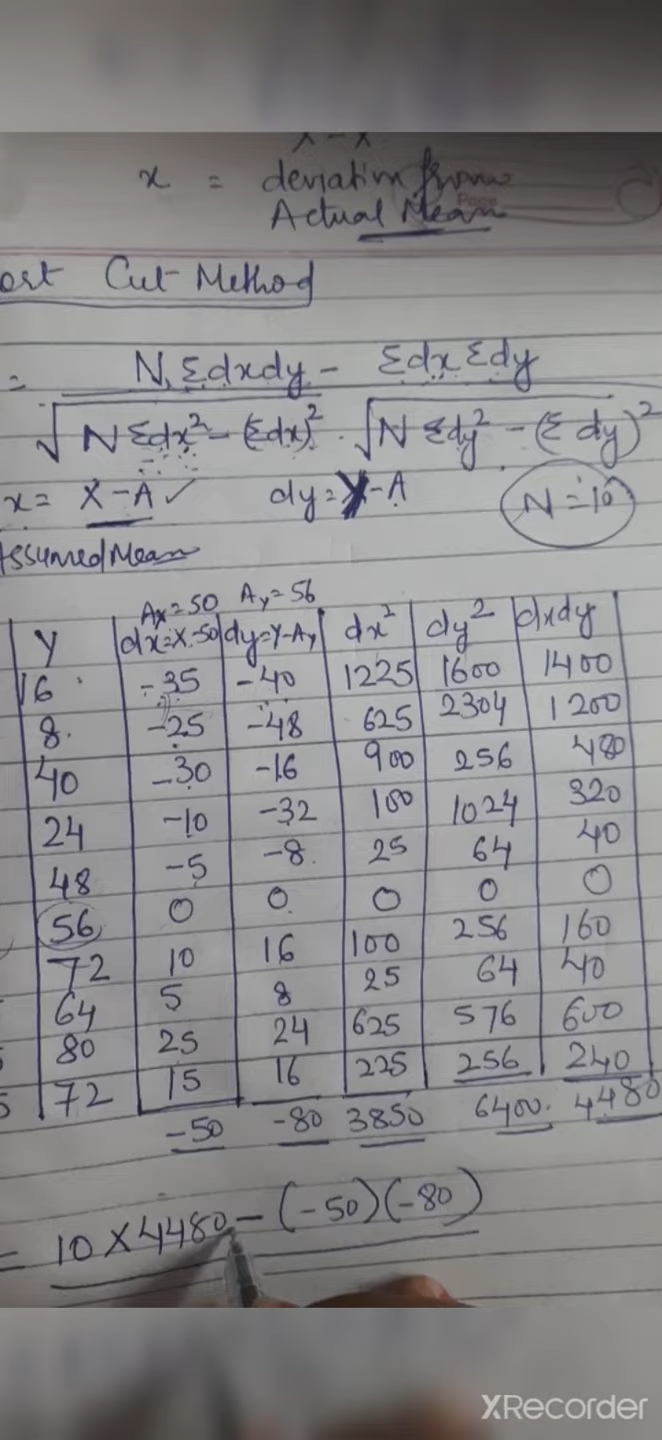 x = deviation from
Actual Mean
ort Cut Method
= N Σdxdy - Σdx Σdy
√NΣdx² - (Σdx)² · √N Σdy² - (Σdy)²
x = X - A ✓ dy = Y - A N = 10
Assumed Mean
Ax = 50 Ay = 56
Y dx=X-50 dy=Y-Ay dx² dy² dxdy
16 -35 -40 1225 1600 1400
8 -25 -48 625 2304 1200
40 -30 -16 900 256 480
24 -10 -32 100 1024 320
48 -5 -8 25 64 40
56 0 0 0 0 0
72 10 16 100 256 160
64 5 8 25 64 40
80 25 24 625 576 600
5 72 15 16 225 256 240
-50 -80 3850 6400 4480
= 10 × 4480 - (-50)(-80)
XRecorder